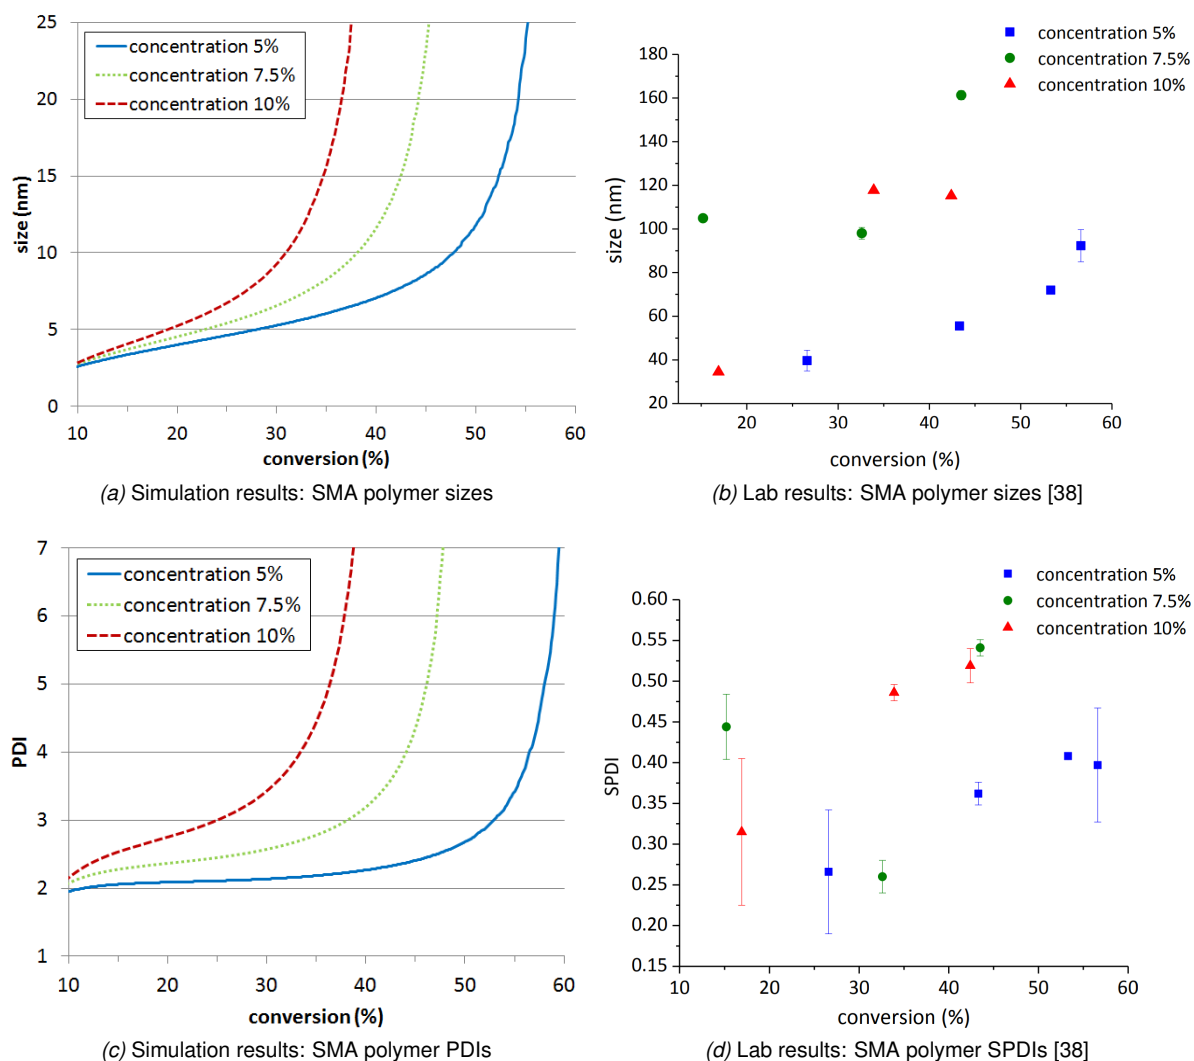 25
20
15
10
5
0
size (nm)
concentration 5%
concentration 7.5%
concentration 10%
10 20 30 40 50 60
conversion (%)
(a) Simulation results: SMA polymer sizes
concentration 5%
concentration 7.5%
concentration 10%
180
160
140
120
100
80
60
40
20
size (nm)
20 30 40 50 60
conversion (%)
(b) Lab results: SMA polymer sizes [38]
7
6
5
4
3
2
1
PDI
concentration 5%
concentration 7.5%
concentration 10%
10 20 30 40 50 60
conversion (%)
(c) Simulation results: SMA polymer PDIs
concentration 5%
concentration 7.5%
concentration 10%
0.60
0.55
0.50
0.45
0.40
0.35
0.30
0.25
0.20
0.15
SPDI
10 20 30 40 50 60
conversion (%)
(d) Lab results: SMA polymer SPDIs [38]